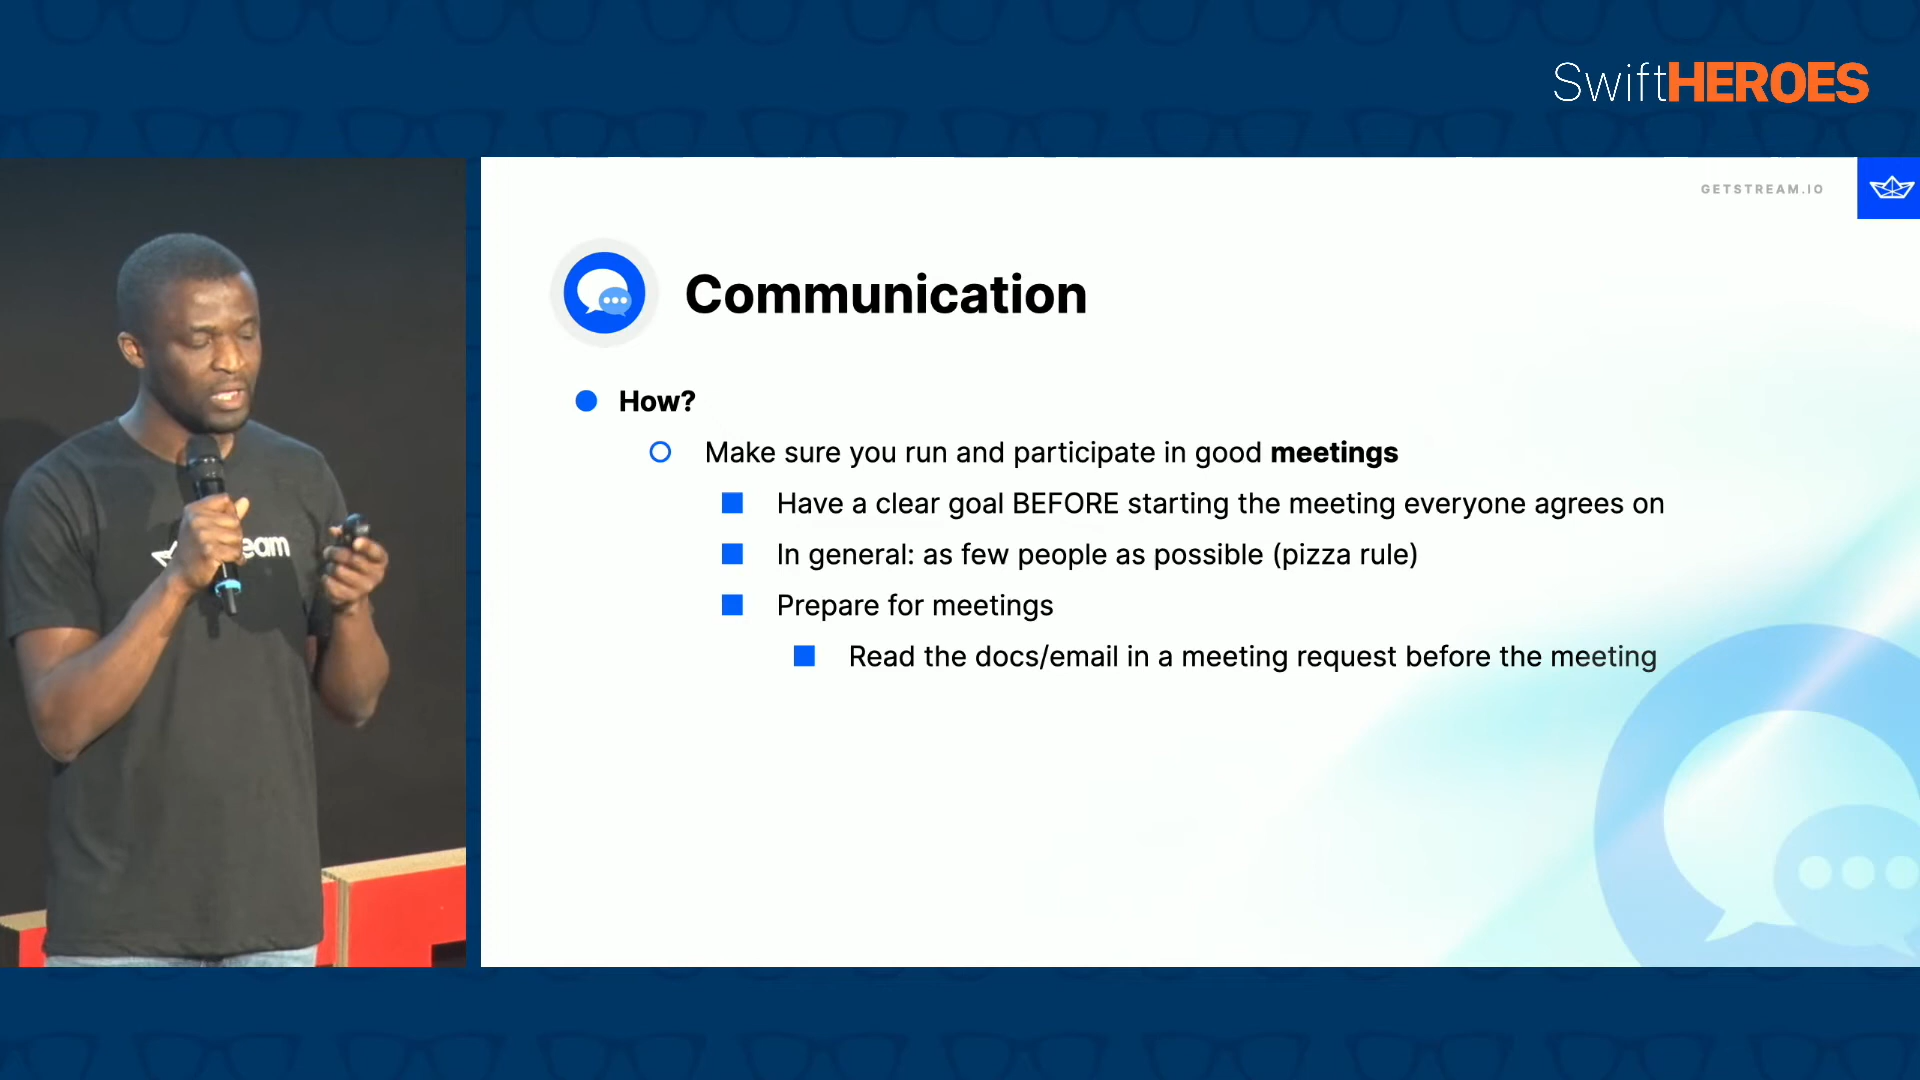 SwiftHEROES
GETSTREAM.IO
Communication
How?
Make sure you run and participate in good meetings
Have a clear goal BEFORE starting the meeting everyone agrees on
In general: as few people as possible (pizza rule)
Prepare for meetings
Read the docs/email in a meeting request before the meeting